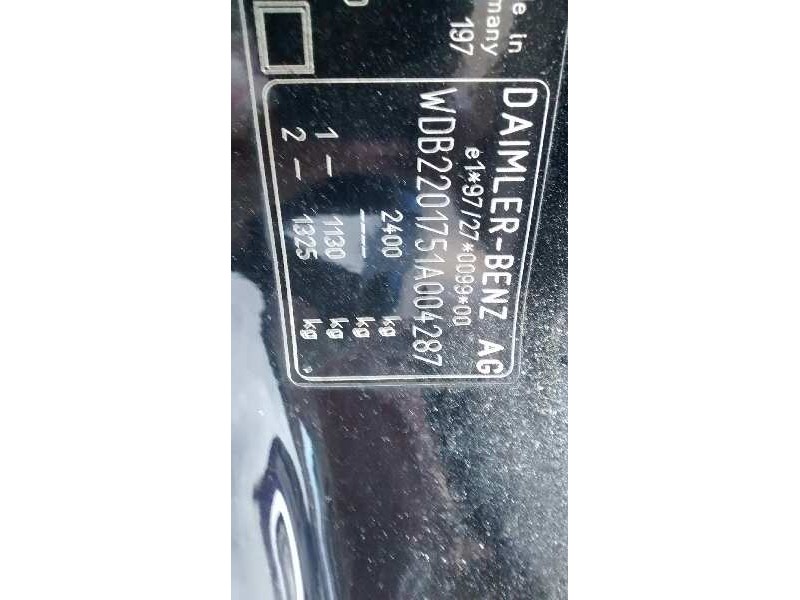 e in
many
197
DAIMLER-BENZ AG
e1*97/27*0099*00
WDB2201751A004287
2400 kg
---- kg
1- 1130 kg
2- 1325 kg